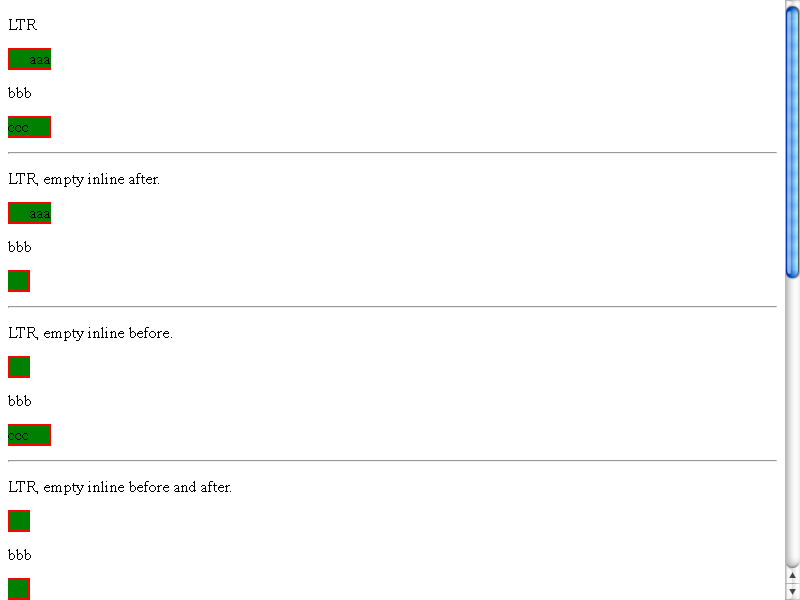 LTR
aaa
bbb
ccc
LTR, empty inline after.
aaa
bbb
LTR, empty inline before.
bbb
ccc
LTR, empty inline before and after.
bbb